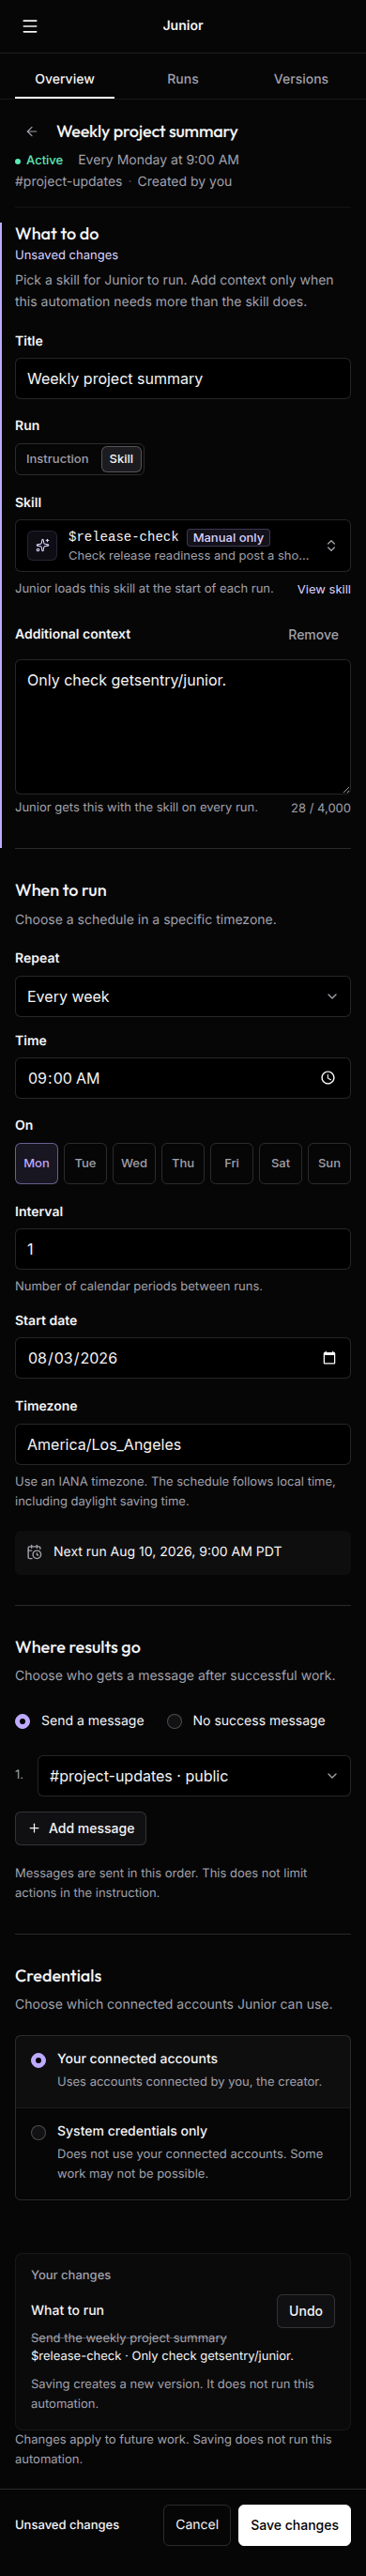 Junior
Overview Runs Versions
Weekly project summary
Active Every Monday at 9:00 AM
#project-updates · Created by you
What to do
Unsaved changes
Pick a skill for Junior to run. Add context only when
this automation needs more than the skill does.
Title
Weekly project summary
Run
Instruction Skill
Skill
$release-check Manual only
Check release readiness and post a sho...
Junior loads this skill at the start of each run. View skill
Additional context Remove
Only check getsentry/junior.
Junior gets this with the skill on every run. 28 / 4,000
When to run
Choose a schedule in a specific timezone.
Repeat
Every week
Time
09:00 AM
On
Mon Tue Wed Thu Fri Sat Sun
Interval
1
Number of calendar periods between runs.
Start date
08/03/2026
Timezone
America/Los_Angeles
Use an IANA timezone. The schedule follows local time,
including daylight saving time.
Next run Aug 10, 2026, 9:00 AM PDT
Where results go
Choose who gets a message after successful work.
Send a message No success message
1. #project-updates · public
+ Add message
Messages are sent in this order. This does not limit
actions in the instruction.
Credentials
Choose which connected accounts Junior can use.
Your connected accounts
Uses accounts connected by you, the creator.
System credentials only
Does not use your connected accounts. Some
work may not be possible.
Your changes
What to run Undo
Send the weekly project summary
$release-check · Only check getsentry/junior.
Saving creates a new version. It does not run this
automation.
Changes apply to future work. Saving does not run this
automation.
Unsaved changes Cancel Save changes